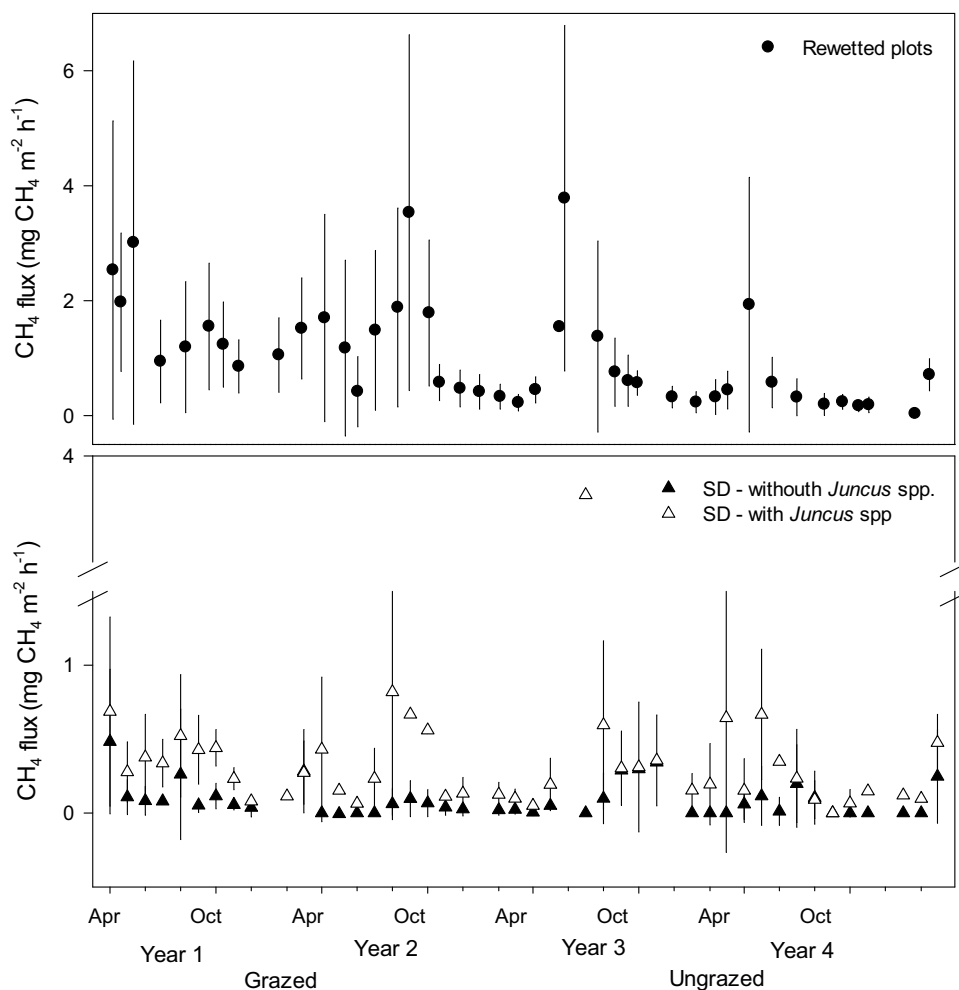 Rewetted plots
6
4
2
0
CH₄ flux (mg CH₄ m⁻² h⁻¹)
4
SD - withouth Juncus spp.
SD - with Juncus spp
1
0
CH₄ flux (mg CH₄ m⁻² h⁻¹)
Apr Oct Apr Oct Apr Oct Apr Oct
Year 1 Year 2 Year 3 Year 4
Grazed Ungrazed